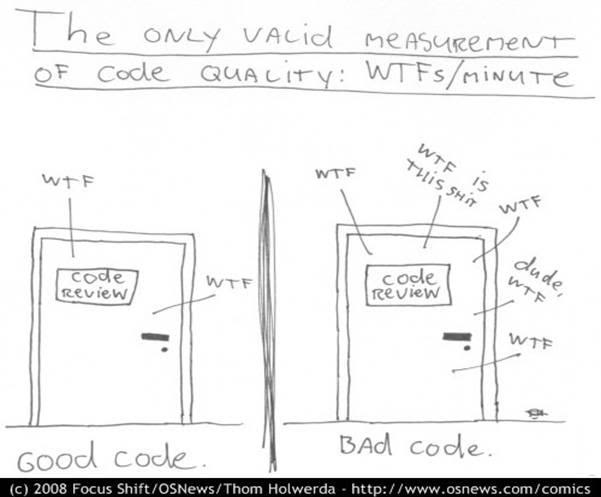 The ONLY VALID MEASUREMENT
OF Code QUALITY: WTFs/MINUTE
WTF
Code
REVIEW
WTF
GOOD CODE.
WTF
WTF IS
THIS SHIT
WTF
Code
REVIEW
dude,
WTF
WTF
BAD Code.
(c) 2008 Focus Shift/OSNews/Thom Holwerda - http://www.osnews.com/comics